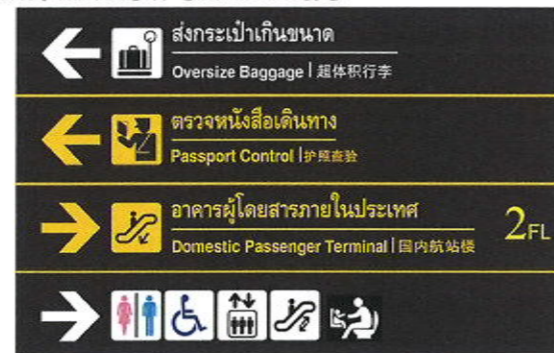 ส่งกระเป๋าเกินขนาด
Oversize Baggage | 超体积行李
ตรวจหนังสือเดินทาง
Passport Control | 护照查验
อาคารผู้โดยสารภายในประเทศ
Domestic Passenger Terminal | 国内航站楼
2FL